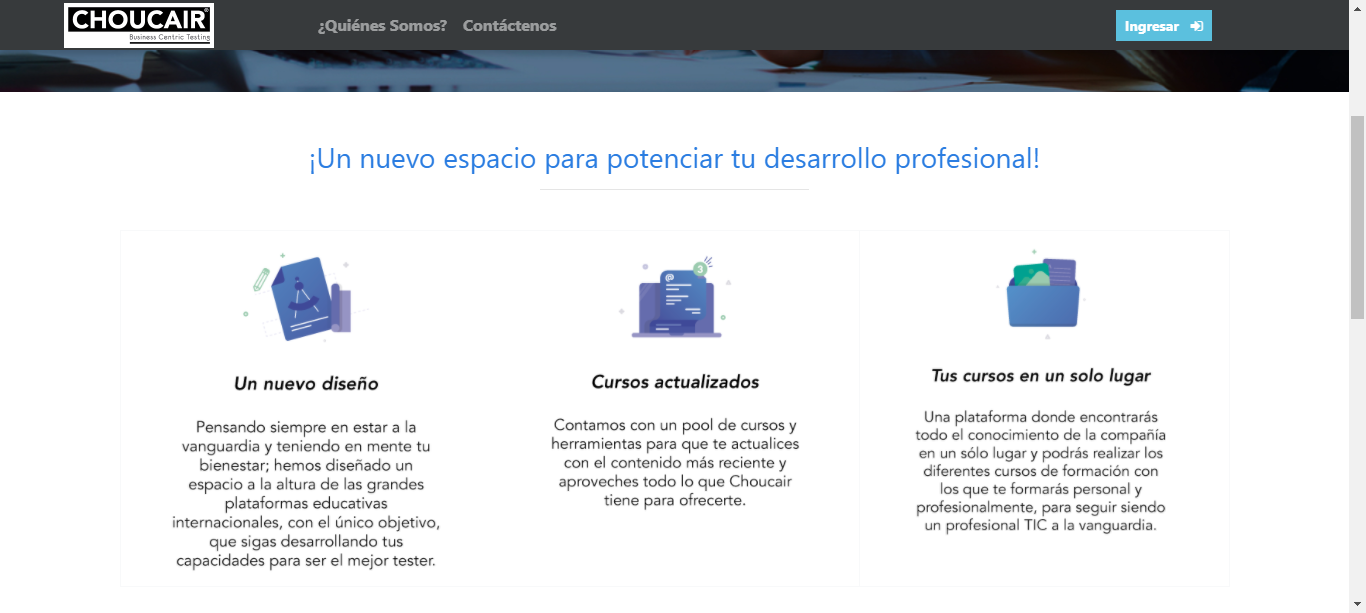 CHOUCAIR®
Business Centric Testing
¿Quiénes Somos?
Contáctenos
Ingresar
¡Un nuevo espacio para potenciar tu desarrollo profesional!
Un nuevo diseño
Pensando siempre en estar a la
vanguardia y teniendo en mente tu
bienestar; hemos diseñado un
espacio a la altura de las grandes
plataformas educativas
internacionales, con el único objetivo,
que sigas desarrollando tus
capacidades para ser el mejor tester.
@
3
Cursos actualizados
Contamos con un pool de cursos y
herramientas para que te actualices
con el contenido más reciente y
aproveches todo lo que Choucair
tiene para ofrecerte.
Tus cursos en un solo lugar
Una plataforma donde encontrarás
todo el conocimiento de la compañía
en un sólo lugar y podrás realizar los
diferentes cursos de formación con
los que te formarás personal y
profesionalmente, para seguir siendo
un profesional TIC a la vanguardia.